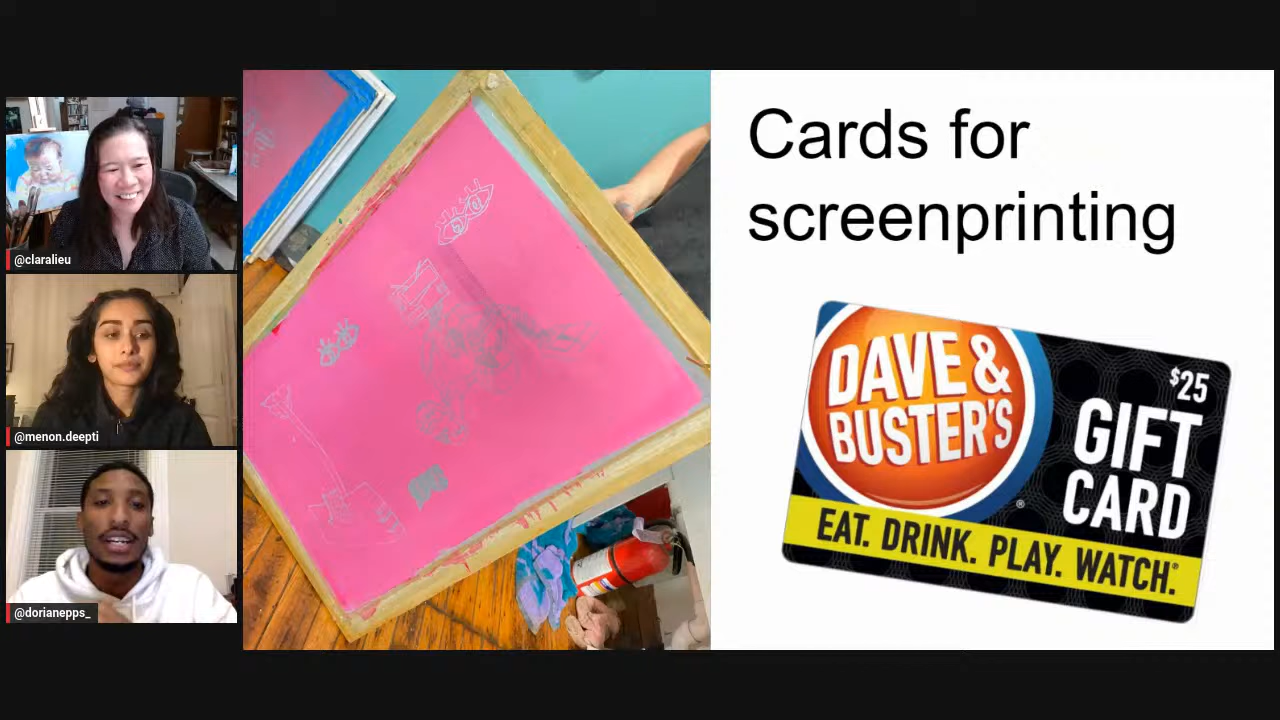 @claralieu
@menon.deepti
@dorianepps_
Cards for
screenprinting
DAVE &
BUSTER'S
®
$25
GIFT
CARD
EAT. DRINK. PLAY. WATCH.®